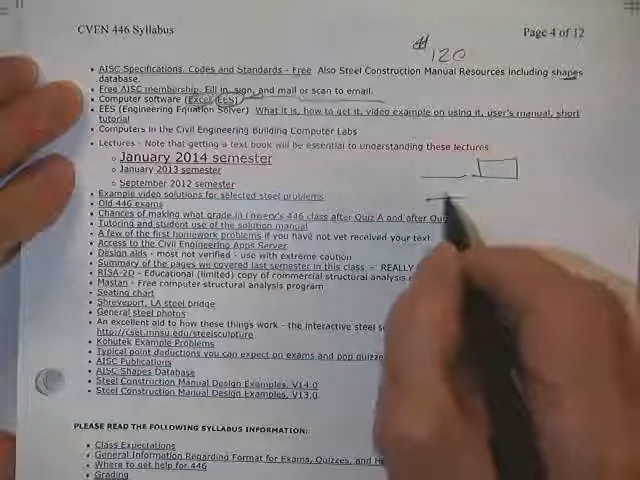 CVEN 446 Syllabus
Page 4 of 12
# 120
AISC Specifications, Codes and Standards - Free Also Steel Construction Manual Resources including shapes
database.
Free AISC membership. Fill in, sign, and mail or scan to email.
Computer software (Excel, EES)
EES (Engineering Equation Solver) What it is, how to get it, video example on using it, user's manual, short
tutorial
Computers in the Civil Engineering Building Computer Labs
Lectures - Note that getting a text book will be essential to understanding these lectures
January 2014 semester
January 2013 semester
September 2012 semester
Example video solutions for selected steel problems
Old 446 exams
Chances of making what grade in Lowery's 446 class after Quiz A and after Quiz
Tutoring and student use of the solution manual
A few of the first homework problems if you have not yet received your text
Access to the Civil Engineering Apps Server
Design aids - most not verified - use with extreme caution
Summary of the pages we covered last semester in this class - REALLY
RISA-2D - Educational (limited) copy of commercial structural analysis
Mastan - Free computer structural analysis program
Seating chart
Shreveport, LA steel bridge
General steel photos
An excellent aid to how these things work - the interactive steel
http://cset.mnsu.edu/steelsculpture
Kohutek Example Problems
Typical point deductions you can expect on exams and pop quizze
AISC Publications
AISC Shapes Database
Steel Construction Manual Design Examples, V14.0
Steel Construction Manual Design Examples, V13.0
PLEASE READ THE FOLLOWING SYLLABUS INFORMATION:
Class Expectations
General Information Regarding Format for Exams, Quizzes, and
Where to get help for 446
Grading